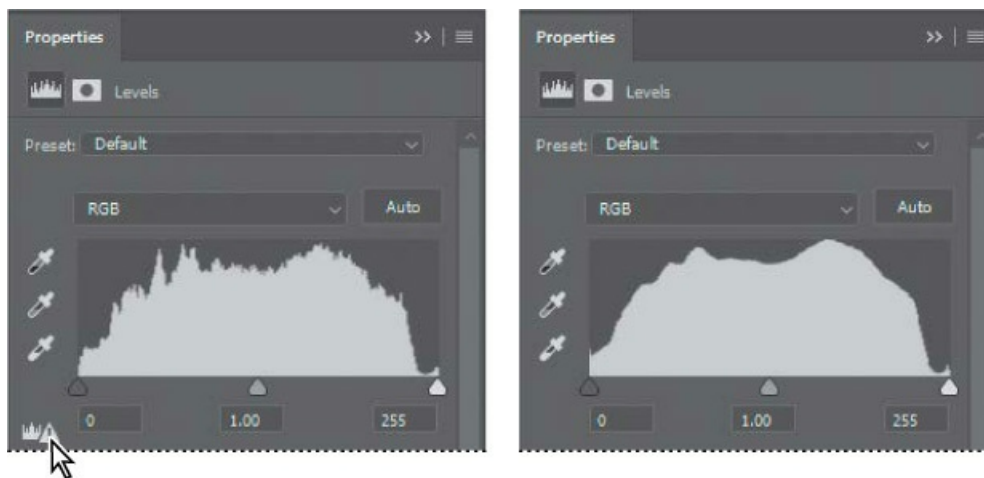 Properties
Levels
Preset: Default
RGB Auto
0 1.00 255
Properties
Levels
Preset: Default
RGB Auto
0 1.00 255